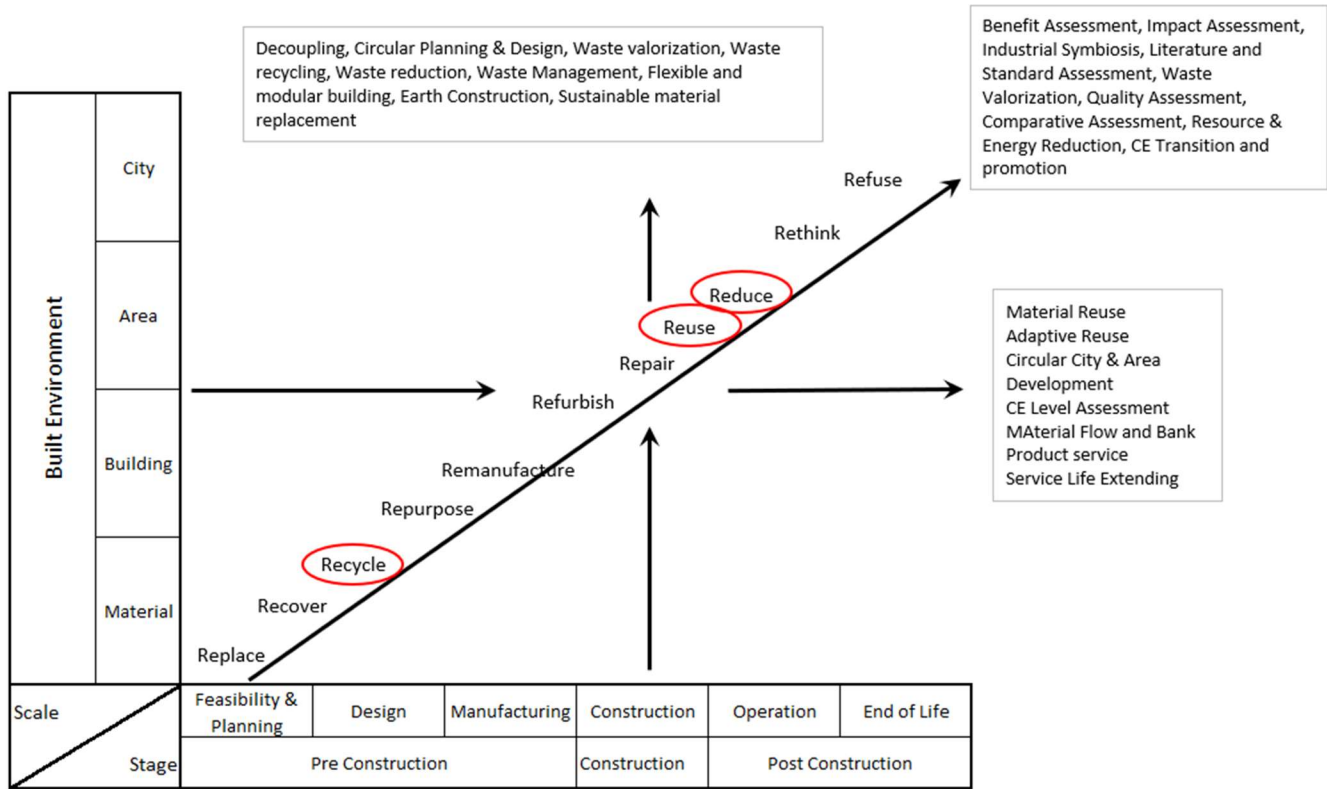 Decoupling, Circular Planning & Design, Waste valorization, Waste
recycling, Waste reduction, Waste Management, Flexible and
modular building, Earth Construction, Sustainable material
replacement
Benefit Assessment, Impact Assessment,
Industrial Symbiosis, Literature and
Standard Assessment, Waste
Valorization, Quality Assessment,
Comparative Assessment, Resource &
Energy Reduction, CE Transition and
promotion
Built Environment
City
Area
Building
Material
Refuse
Rethink
Reduce
Reuse
Repair
Refurbish
Remanufacture
Repurpose
Recycle
Recover
Replace
Material Reuse
Adaptive Reuse
Circular City & Area
Development
CE Level Assessment
MAterial Flow and Bank
Product service
Service Life Extending
Scale
Stage
Feasibility &
Planning
Design
Manufacturing
Construction
Operation
End of Life
Pre Construction
Construction
Post Construction